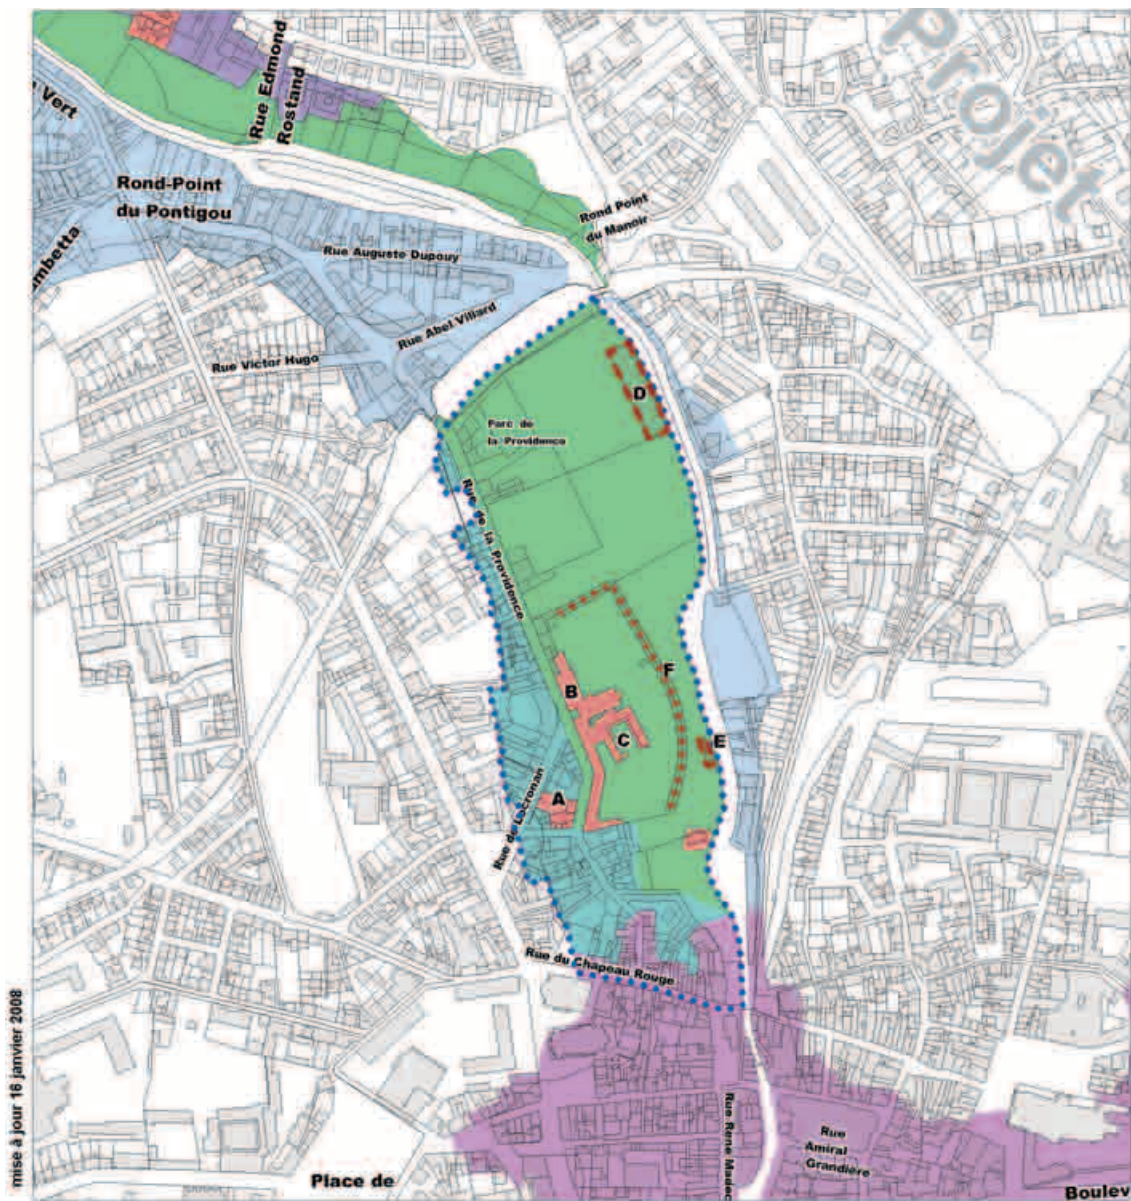 Projet
Rue Edmond
Rostand
Vert
Rond-Point
du Pontigou
Rond Point
du Manoir
Rue Auguste Dupouy
Rue Abel Villard
Rue Victor Hugo
D
Parc de
la Providence
Rue de la Providence
F
B
E
C
A
Rue de Locronan
Rue du Chapeau Rouge
mise à jour 16 janvier 2008
Rue René Madec
Rue
Amiral
Grandière
Place de
Boulev